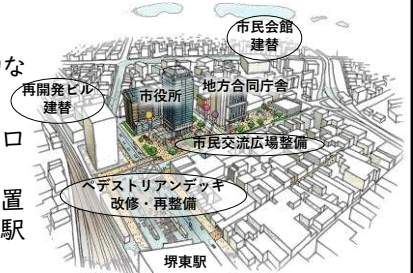 な
ロ
置
駅
市民会館
建替
再開発ビル
建替
市役所
地方合同庁舎
市民交流広場整備
ペデストリアンデッキ
改修・再整備
堺東駅